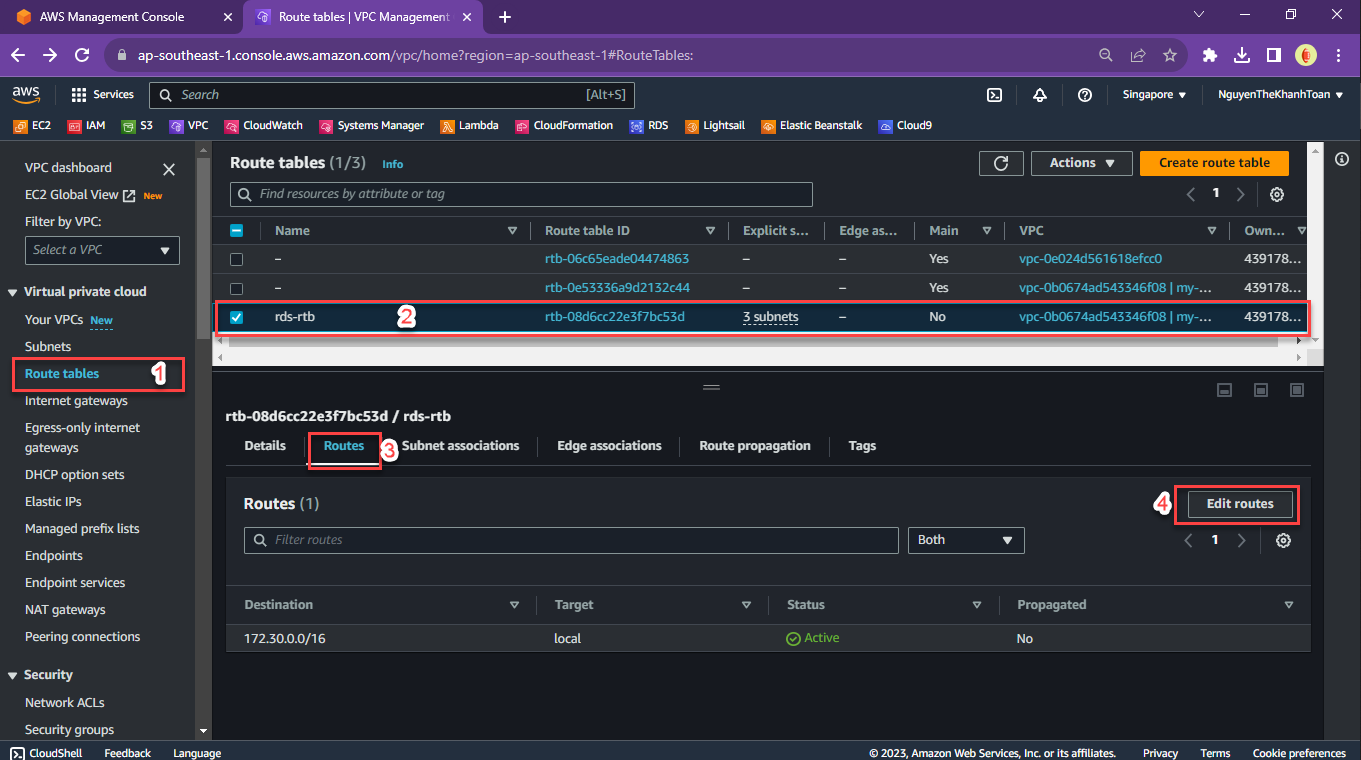 AWS Management Console
Route tables | VPC Management
ap-southeast-1.console.aws.amazon.com/vpc/home?region=ap-southeast-1#RouteTables:
aws Services Search [Alt+S] Singapore NguyenTheKhanhToan
EC2 IAM S3 VPC CloudWatch Systems Manager Lambda CloudFormation RDS Lightsail Elastic Beanstalk Cloud9
VPC dashboard
EC2 Global View New
Filter by VPC:
Select a VPC
Virtual private cloud
Your VPCs New
Subnets
Route tables 1
Internet gateways
Egress-only internet
gateways
DHCP option sets
Elastic IPs
Managed prefix lists
Endpoints
Endpoint services
NAT gateways
Peering connections
Security
Network ACLs
Security groups
Route tables (1/3) Info
Actions Create route table
Find resources by attribute or tag
1
Name Route table ID Explicit s... Edge as... Main VPC Own...
– rtb-06c65eade04474863 – – Yes vpc-0e024d561618efcc0 439178...
– rtb-0e53336a9d2132c44 – – Yes vpc-0b0674ad543346f08 | my-... 439178...
rds-rtb 2 rtb-08d6cc22e3f7bc53d 3 subnets – No vpc-0b0674ad543346f08 | my-... 439178...
rtb-08d6cc22e3f7bc53d / rds-rtb
Details Routes 3 Subnet associations Edge associations Route propagation Tags
Routes (1) 4 Edit routes
Filter routes Both 1
Destination Target Status Propagated
172.30.0.0/16 local Active No
CloudShell Feedback Language © 2023, Amazon Web Services, Inc. or its affiliates. Privacy Terms Cookie preferences